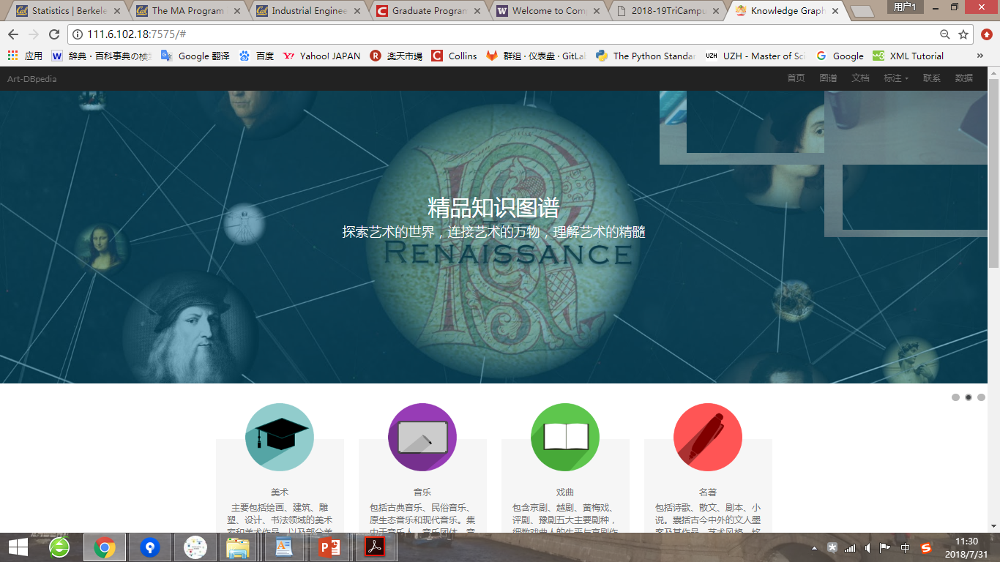 Statistics | Berkele
The MA Program
Industrial Enginee
Graduate Program
Welcome to Com
2018-19TriCampu
Knowledge Graph
用户1
111.6.102.18:7575/#
应用
辞典・百科事典の検索
Google 翻译
百度
Yahoo! JAPAN
楽天市場
Collins
群组 · 仪表盘 · GitLab
The Python Standar
UZH - Master of Sci
Google
XML Tutorial
»
Art-DBpedia
首页
图谱
文档
标注
联系
数据
精品知识图谱
探索艺术的世界，连接艺术的万物，理解艺术的精髓
RENAISSANCE
美术
主要包括绘画、建筑、雕
塑、设计、书法领域的美术
家和美术作品，以及部分美
音乐
包括古典音乐、民俗音乐、
原生态音乐和现代音乐。集
中于音乐人、音乐团体、音
戏曲
包含京剧、越剧、黄梅戏、
评剧、豫剧五大主要剧种，
细数戏曲人的生平与京剧作
名著
包括诗歌、散文、剧本、小
说。囊括古今中外的文人墨
客及其作品、艺术风格、铭
中
11:30
2018/7/31